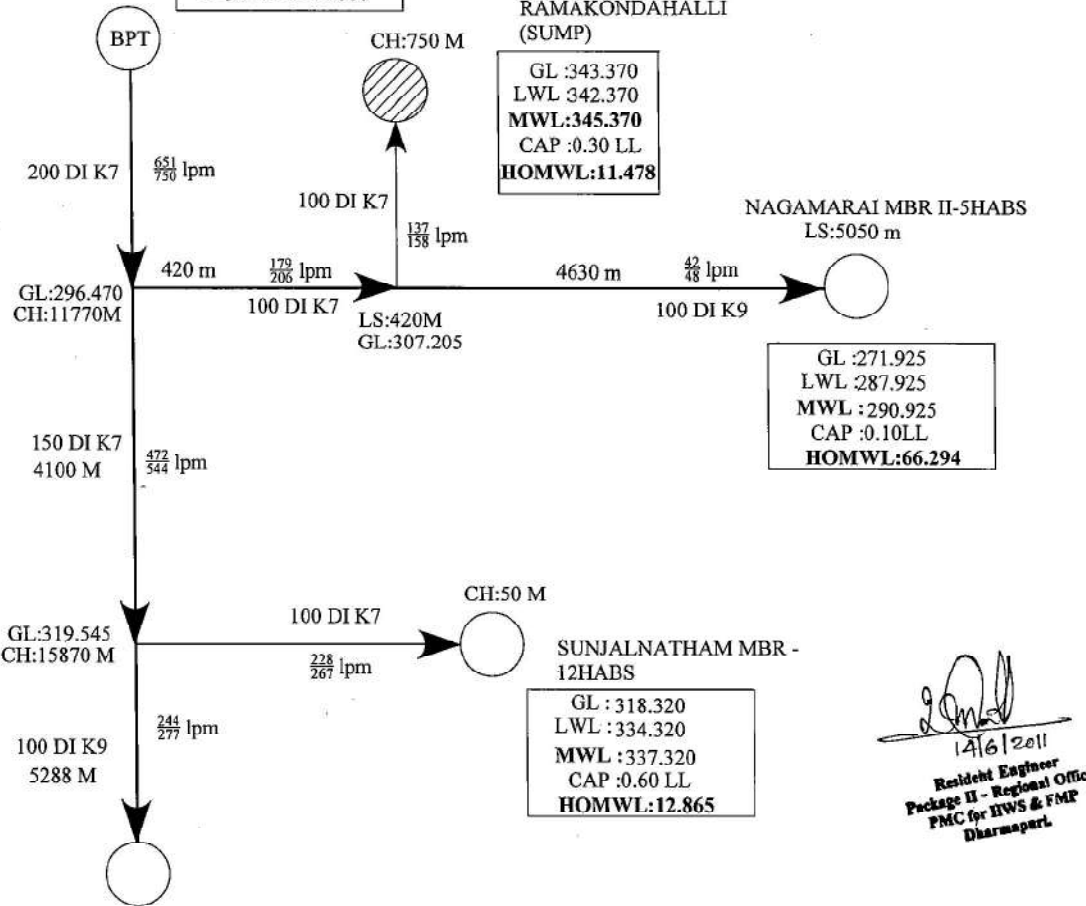 BPT
200 DI K7
651/750 lpm
CH:750 M
RAMAKONDAHALLI
(SUMP)
GL :343.370
LWL :342.370
MWL:345.370
CAP :0.30 LL
HOMWL:11.478
100 DI K7
137/158 lpm
NAGAMARAI MBR II-5HABS
LS:5050 m
GL:296.470
CH:11770M
420 m
179/206 lpm
100 DI K7
LS:420M
GL:307.205
4630 m
42/48 lpm
100 DI K9
GL :271.925
LWL :287.925
MWL : 290.925
CAP :0.10LL
HOMWL:66.294
150 DI K7
4100 M
472/544 lpm
GL:319.545
CH:15870 M
100 DI K7
228/267 lpm
CH:50 M
SUNJALNATHAM MBR -
12HABS
GL : 318.320
LWL : 334.320
MWL : 337.320
CAP :0.60 LL
HOMWL:12.865
100 DI K9
5288 M
244/277 lpm
14/6/2011
Resident Engineer
Package II - Regional Offic
PMC for HWS & FMP
Dharmapuri.